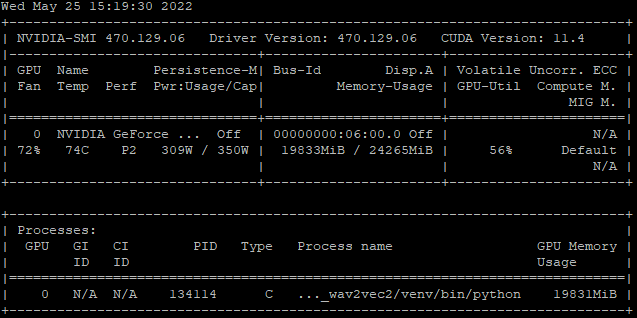 Wed May 25 15:19:30 2022
+-----------------------------------------------------------------------------+
| NVIDIA-SMI 470.129.06   Driver Version: 470.129.06   CUDA Version: 11.4     |
|-------------------------------+----------------------+----------------------+
| GPU  Name        Persistence-M| Bus-Id        Disp.A | Volatile Uncorr. ECC |
| Fan  Temp  Perf  Pwr:Usage/Cap|         Memory-Usage | GPU-Util  Compute M. |
|                               |                      |               MIG M. |
|===============================+======================+======================|
|   0  NVIDIA GeForce ...  Off  | 00000000:06:00.0 Off |                  N/A |
| 72%   74C    P2   309W / 350W |  19833MiB / 24265MiB |     56%      Default |
|                               |                      |                  N/A |
+-------------------------------+----------------------+----------------------+

+-----------------------------------------------------------------------------+
| Processes:                                                                  |
|  GPU   GI   CI        PID   Type   Process name                  GPU Memory |
|        ID   ID                                                   Usage      |
|=============================================================================|
|    0   N/A  N/A    134114      C   ..._wav2vec2/venv/bin/python    19831MiB |
+-----------------------------------------------------------------------------+